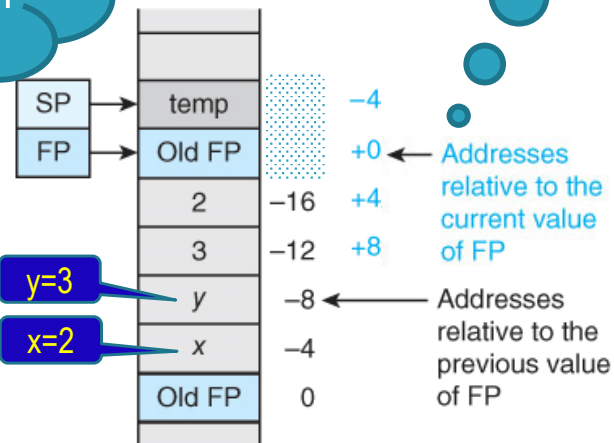 SP
temp
−4
FP
Old FP
+0
Addresses
relative to the
current value
of FP
2
−16
+4
3
−12
+8
y=3
y
−8
Addresses
relative to the
previous value
of FP
x=2
x
−4
Old FP
0